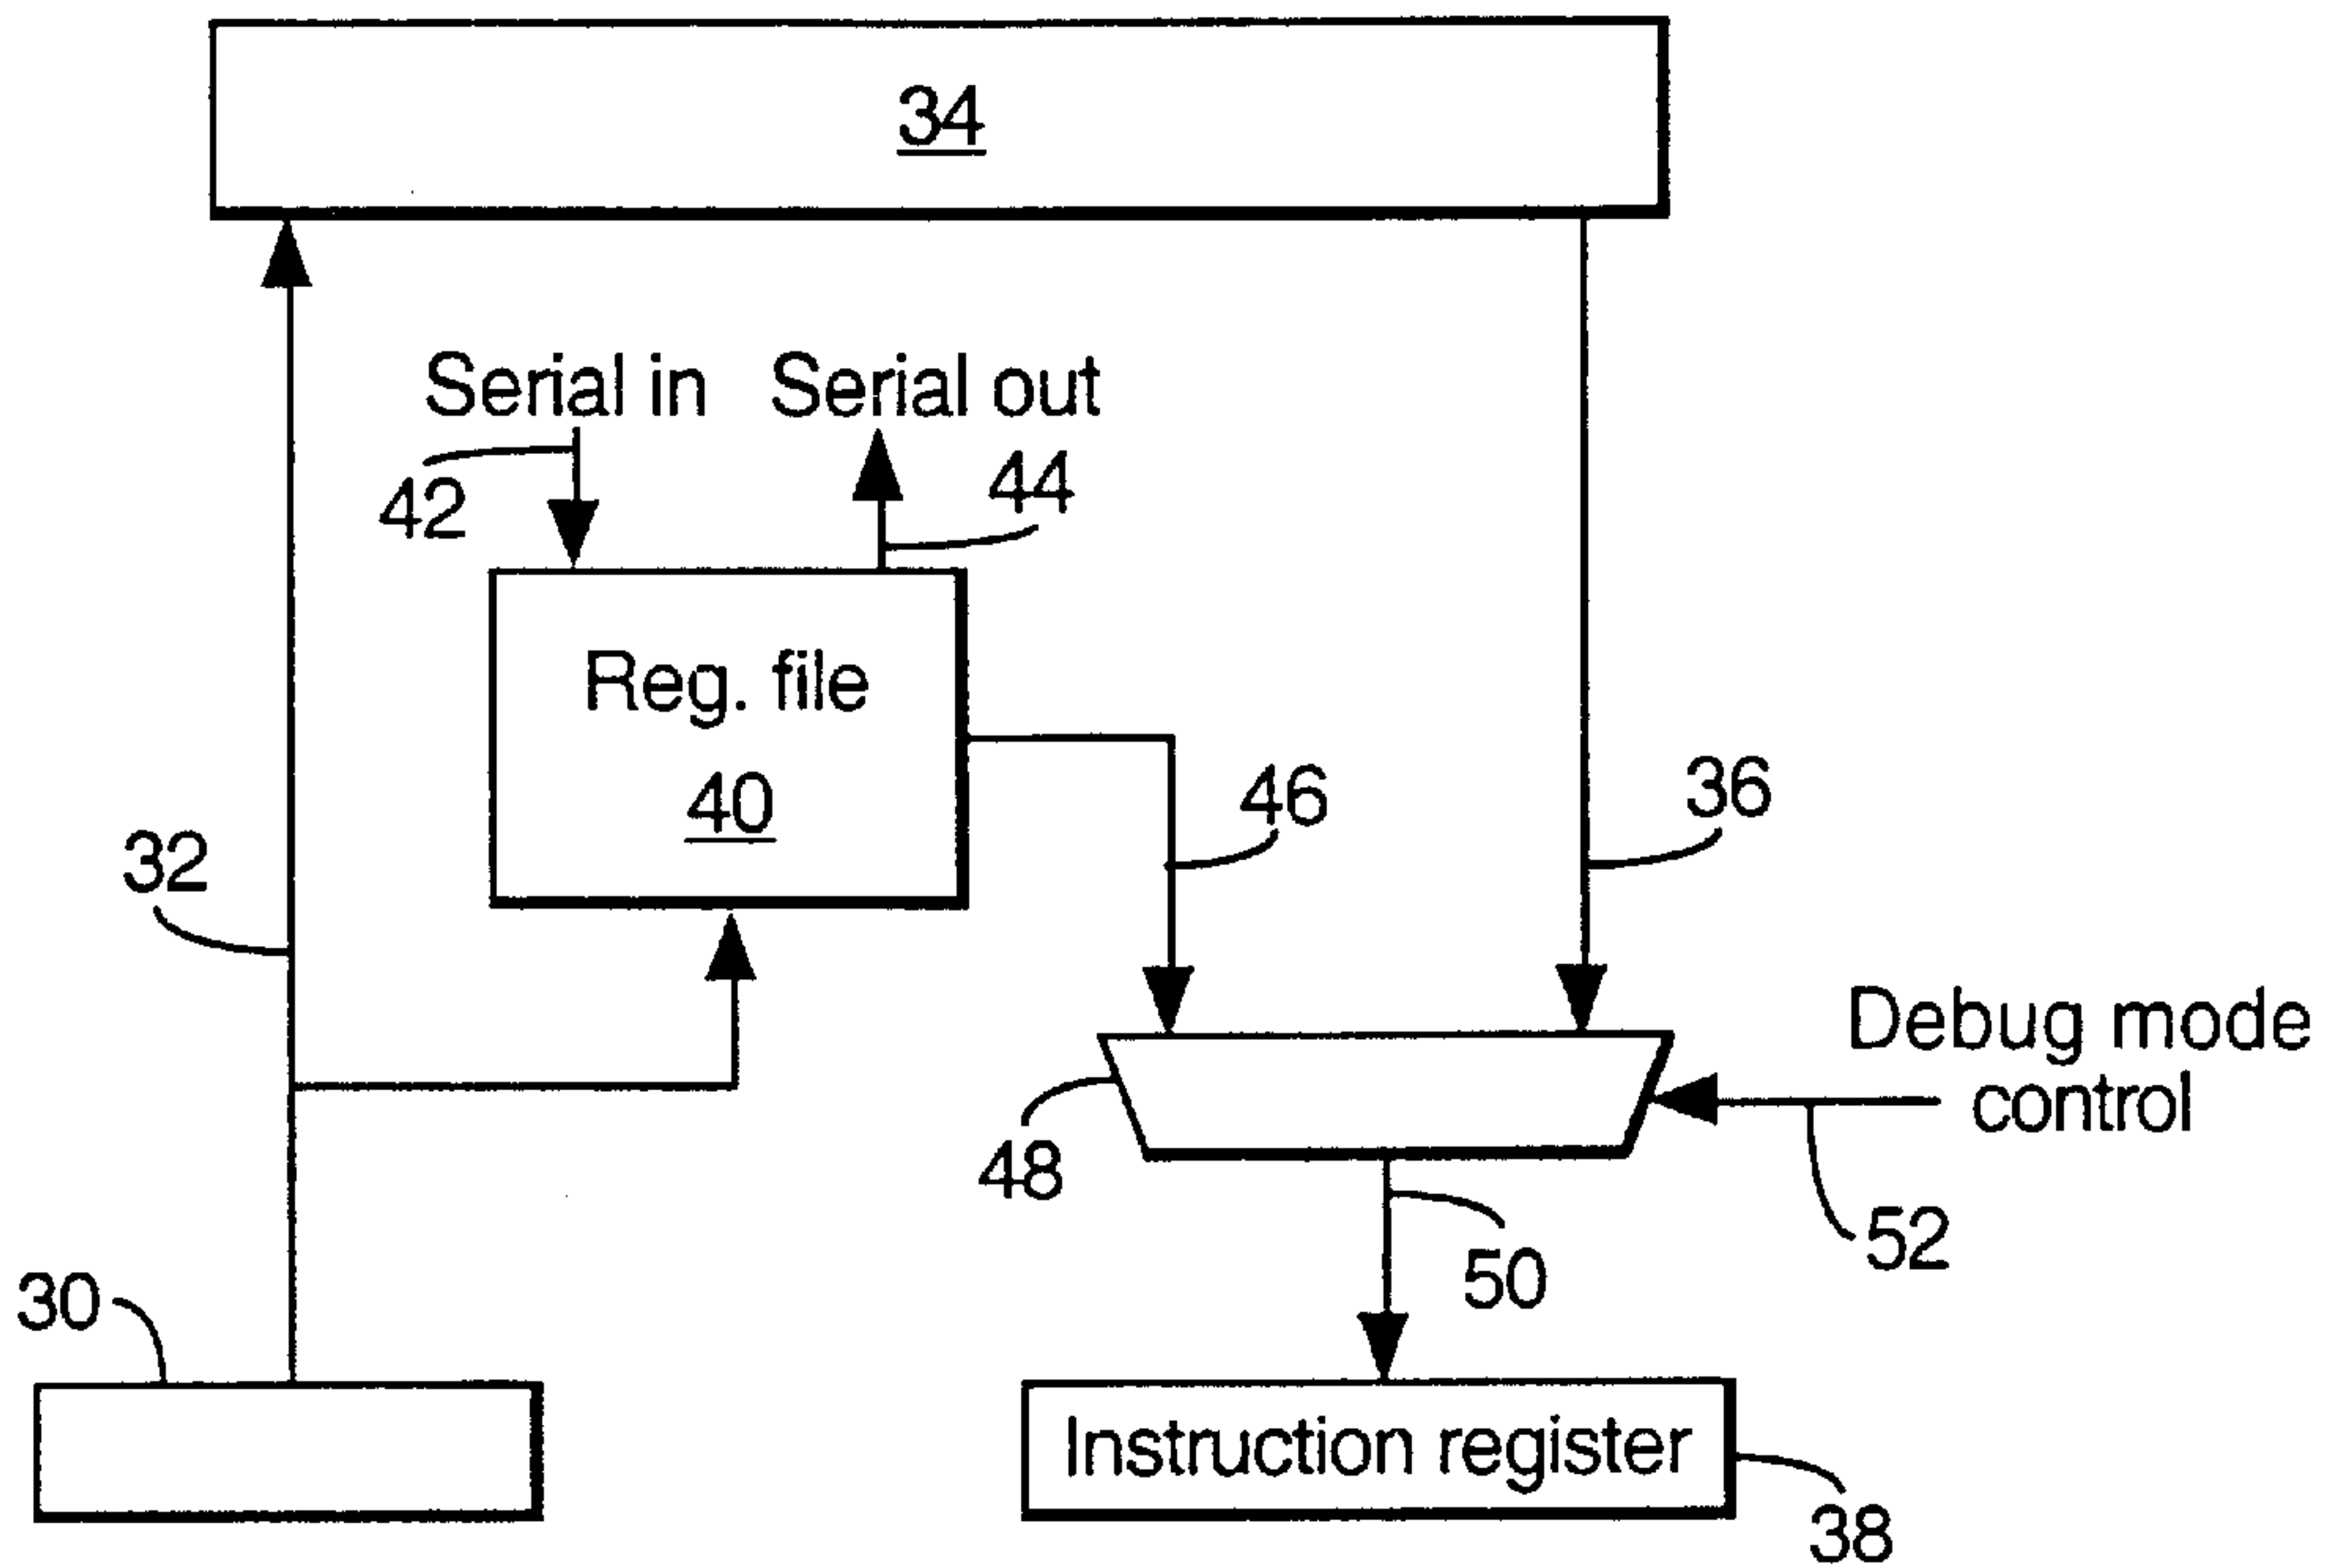 34
Serial in
Serial out
42
44
Reg. file
40
46
36
32
Debug mode
control
48
52
50
30
Instruction register
38